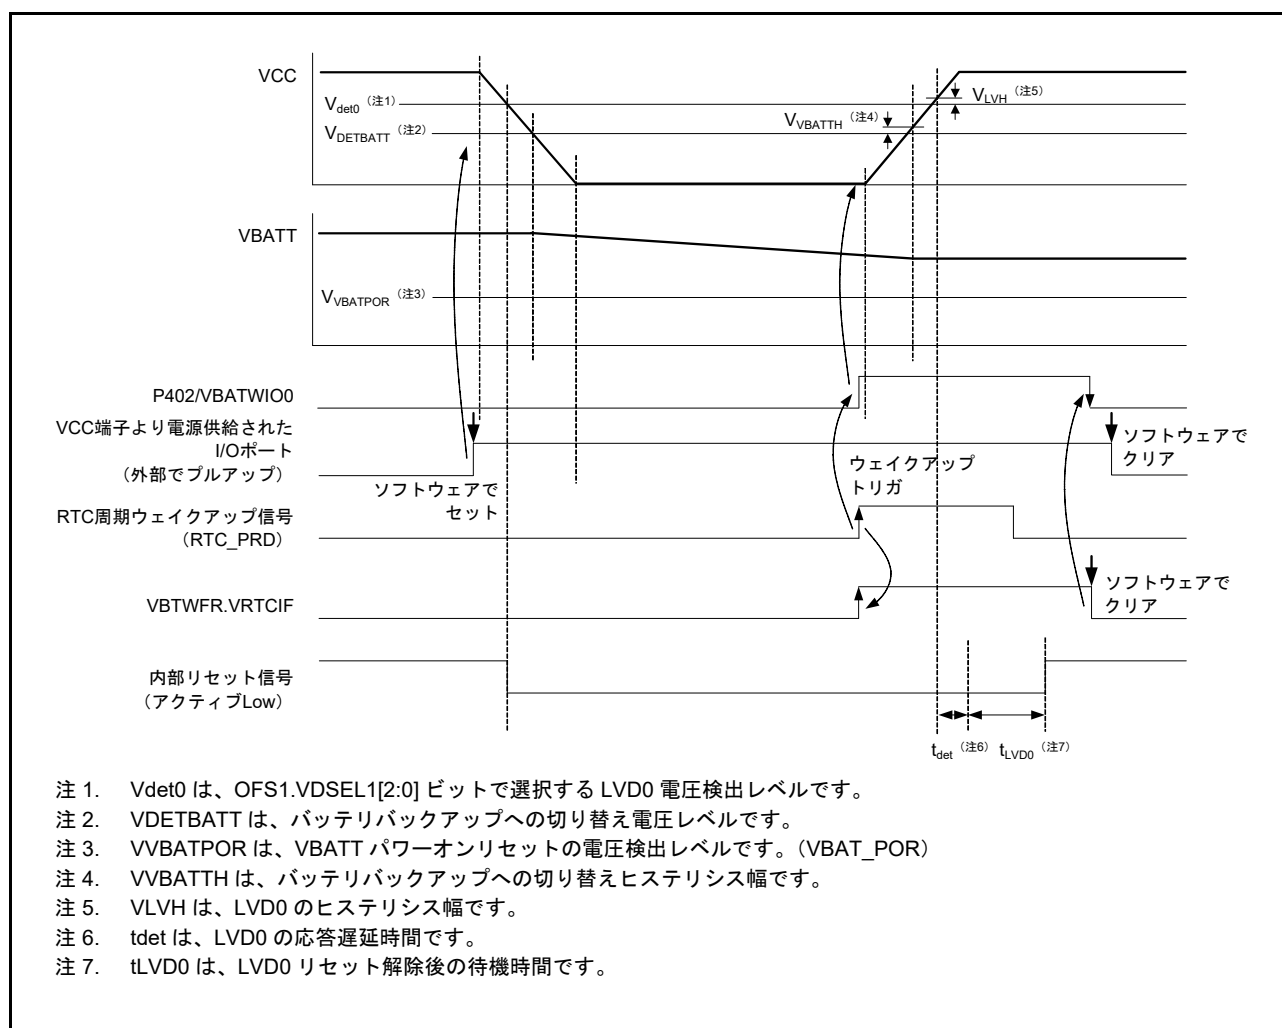 VCC
Vdet0（注1）
VDETBATT（注2）
VVBATTH（注4）
VLVH（注5）
VBATT
VVBATPOR（注3）
P402/VBATWIO0
VCC端子より電源供給された
I/Oポート
（外部でプルアップ）
ソフトウェアで
セット
ソフトウェアで
クリア
ウェイクアップ
トリガ
RTC周期ウェイクアップ信号
（RTC_PRD）
VBTWFR.VRTCIF
ソフトウェアで
クリア
内部リセット信号
（アクティブLow）
tdet（注6） tLVD0（注7）
注 1. Vdet0 は、OFS1.VDSEL1[2:0] ビットで選択する LVD0 電圧検出レベルです。
注 2. VDETBATT は、バッテリバックアップへの切り替え電圧レベルです。
注 3. VVBATPOR は、VBATT パワーオンリセットの電圧検出レベルです。（VBAT_POR）
注 4. VVBATTH は、バッテリバックアップへの切り替えヒステリシス幅です。
注 5. VLVH は、LVD0 のヒステリシス幅です。
注 6. tdet は、LVD0 の応答遅延時間です。
注 7. tLVD0 は、LVD0 リセット解除後の待機時間です。